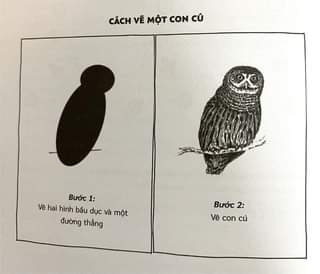 CÁCH VẼ MỘT CON CÚ
Bước 1:
Vẽ hai hình bầu dục và một
đường thẳng
Bước 2:
Vẽ con cú